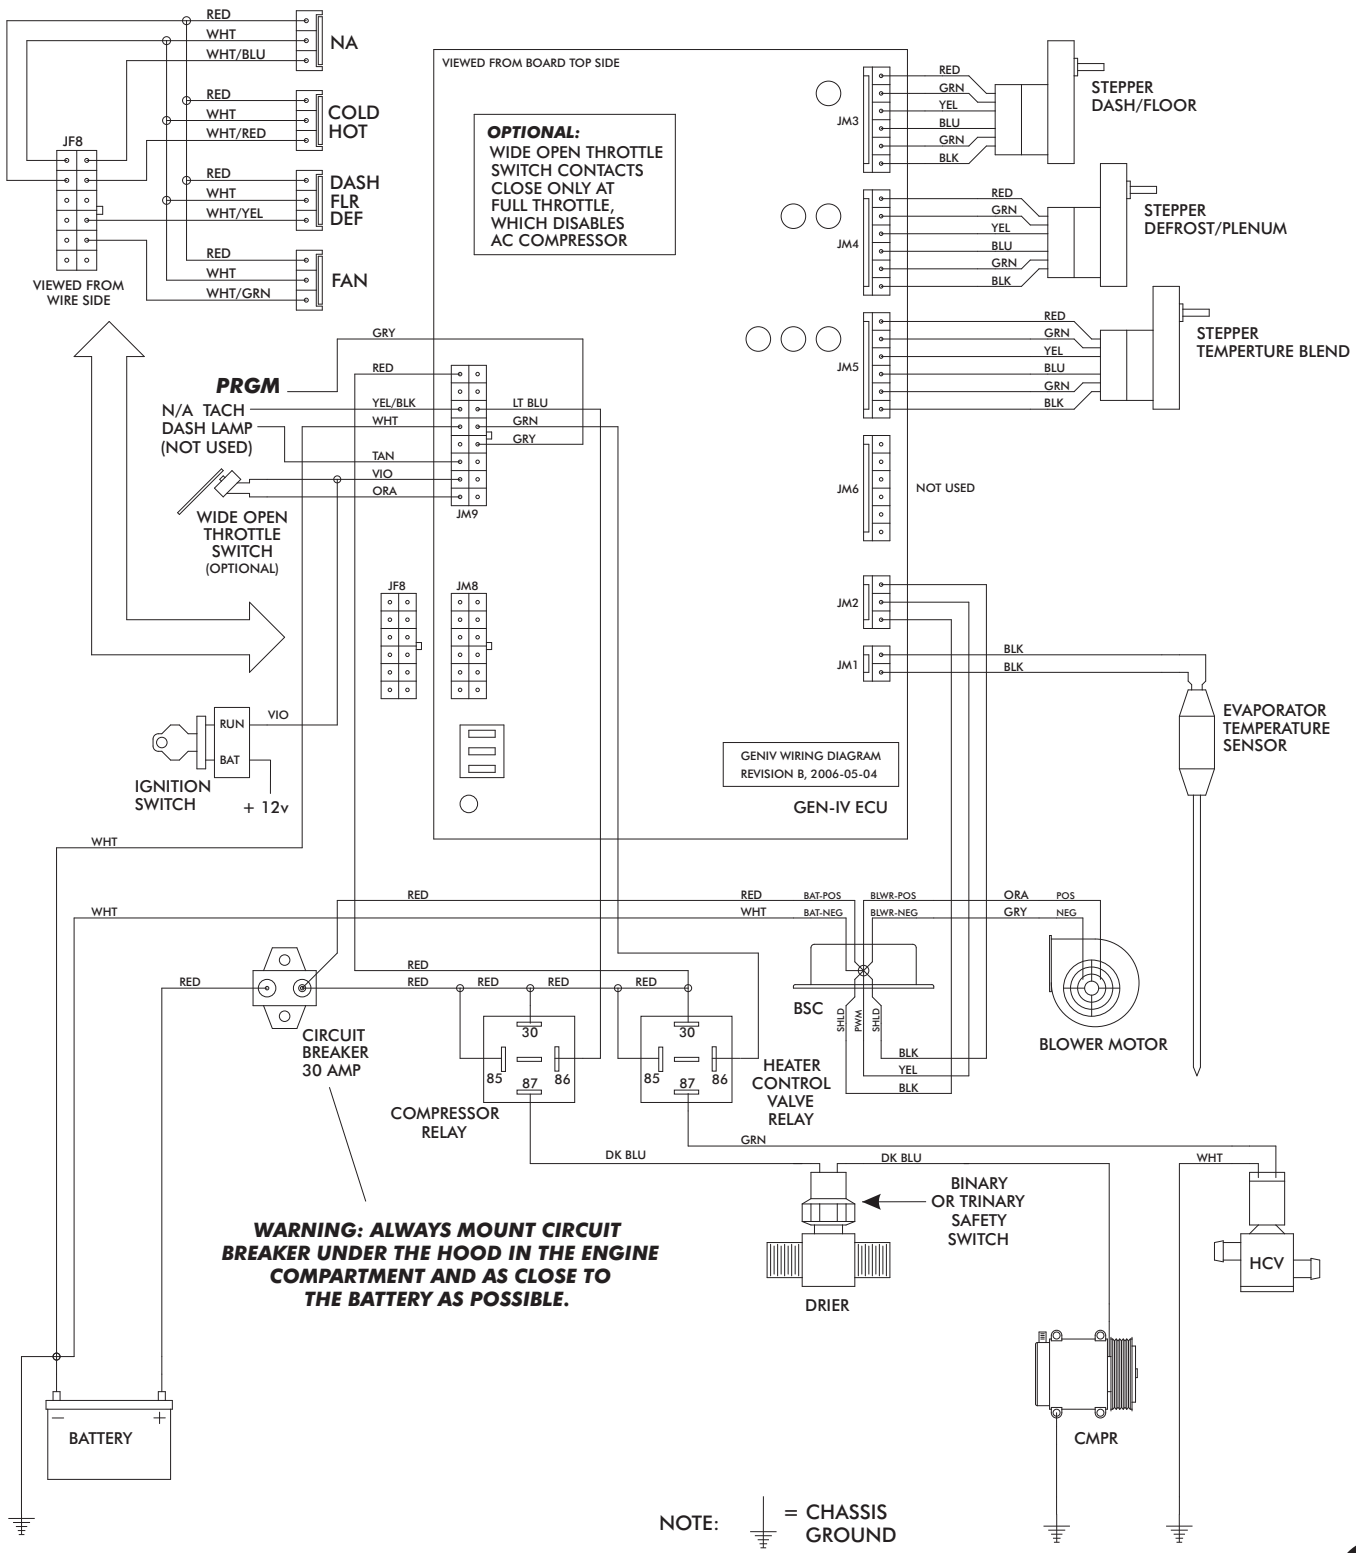 RED
WHT
WHT/BLU
NA
RED
WHT
WHT/RED
COLD
HOT
JF8
RED
WHT
WHT/YEL
DASH
FLR
DEF
RED
WHT
WHT/GRN
FAN
VIEWED FROM
WIRE SIDE
VIEWED FROM BOARD TOP SIDE
OPTIONAL:
WIDE OPEN THROTTLE
SWITCH CONTACTS
CLOSE ONLY AT
FULL THROTTLE,
WHICH DISABLES
AC COMPRESSOR
JM3
RED
GRN
YEL
BLU
GRN
BLK
STEPPER
DASH/FLOOR
JM4
RED
GRN
YEL
BLU
GRN
BLK
STEPPER
DEFROST/PLENUM
JM5
RED
GRN
YEL
BLU
GRN
BLK
STEPPER
TEMPERTURE BLEND
GRY
RED
PRGM
N/A TACH
DASH LAMP
(NOT USED)
YEL/BLK
WHT
TAN
VIO
ORA
LT BLU
GRN
GRY
JM9
WIDE OPEN
THROTTLE
SWITCH
(OPTIONAL)
JM6
NOT USED
JF8
JM8
JM2
JM1
BLK
BLK
EVAPORATOR
TEMPERATURE
SENSOR
RUN
BAT
VIO
IGNITION
SWITCH
+ 12v
GENIV WIRING DIAGRAM
REVISION B, 2006-05-04
GEN-IV ECU
WHT
RED
WHT
RED
WHT
BAT-POS
BAT-NEG
BLWR-POS
BLWR-NEG
ORA
GRY
POS
NEG
RED
RED
RED
RED
RED
RED
BSC
SHLD
PWM
SHLD
BLK
YEL
BLK
BLOWER MOTOR
CIRCUIT
BREAKER
30 AMP
30
85
87
86
30
85
87
86
COMPRESSOR
RELAY
HEATER
CONTROL
VALVE
RELAY
GRN
DK BLU
DK BLU
WHT
BINARY
OR TRINARY
SAFETY
SWITCH
DRIER
HCV
WARNING: ALWAYS MOUNT CIRCUIT
BREAKER UNDER THE HOOD IN THE ENGINE
COMPARTMENT AND AS CLOSE TO
THE BATTERY AS POSSIBLE.
−
+
BATTERY
CMPR
NOTE:
= CHASSIS
GROUND